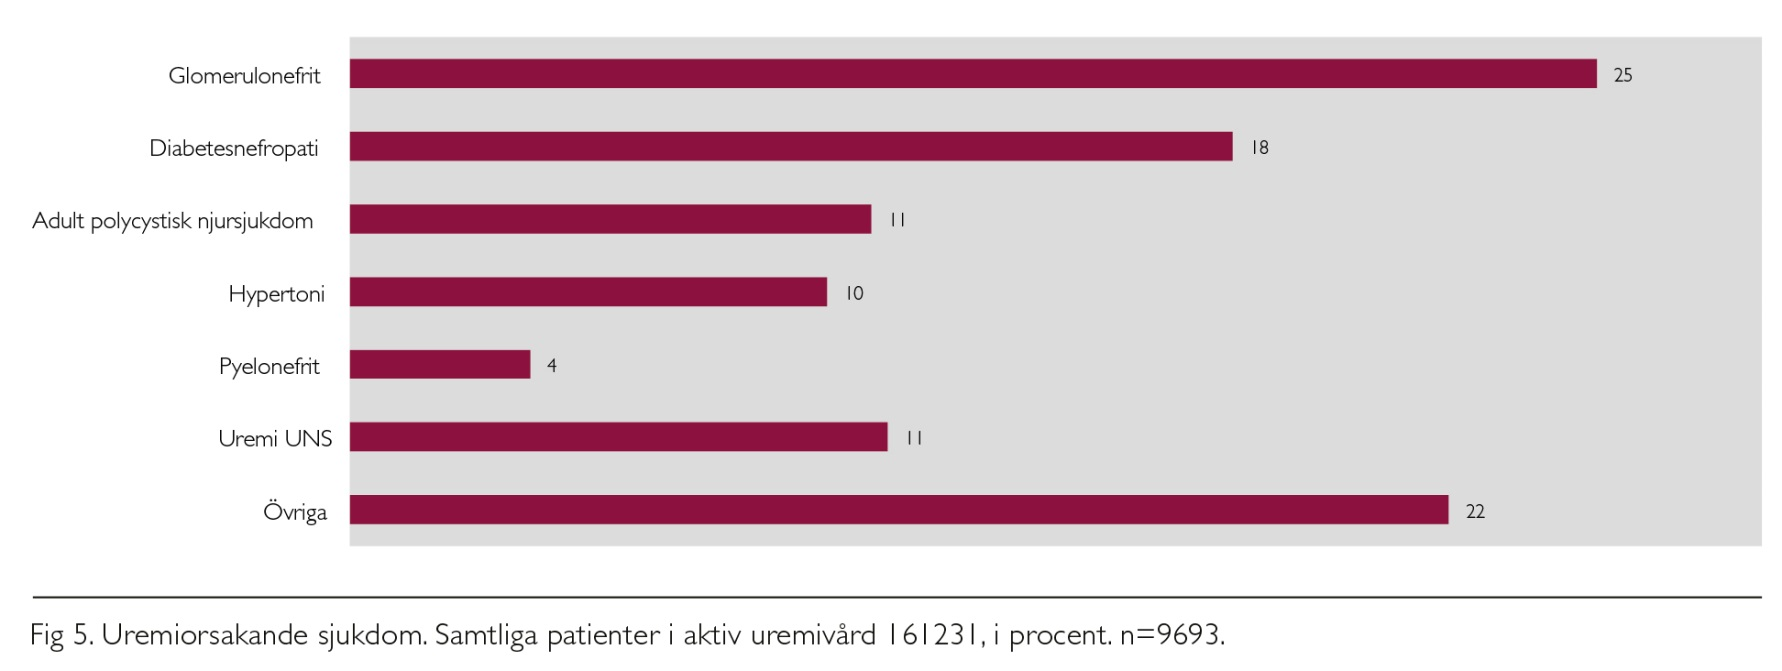 Glomerulonefrit 25
Diabetesnefropati 18
Adult polycystisk njursjukdom 11
Hypertoni 10
Pyelonefrit 4
Uremi UNS 11
Övriga 22
Fig 5. Uremiorsakande sjukdom. Samtliga patienter i aktiv uremivård 161231, i procent. n=9693.